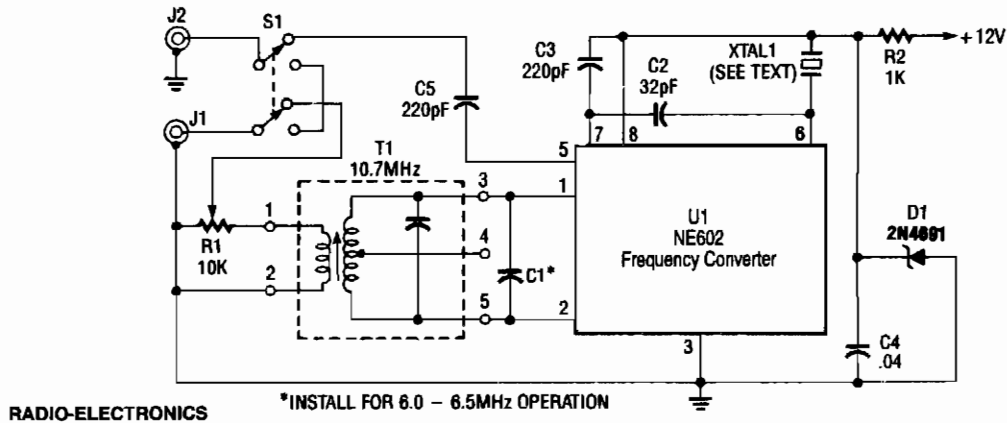 J2
S1
J1
C5
220pF
C3
220pF
C2
32pF
XTAL1
(SEE TEXT)
R2
1K
+ 12V
7
8
6
5
1
2
3
U1
NE602
Frequency Converter
T1
10.7MHz
1
2
3
4
5
R1
10K
C1*
D1
2N4691
C4
.04
*INSTALL FOR 6.0 – 6.5MHz OPERATION
RADIO-ELECTRONICS